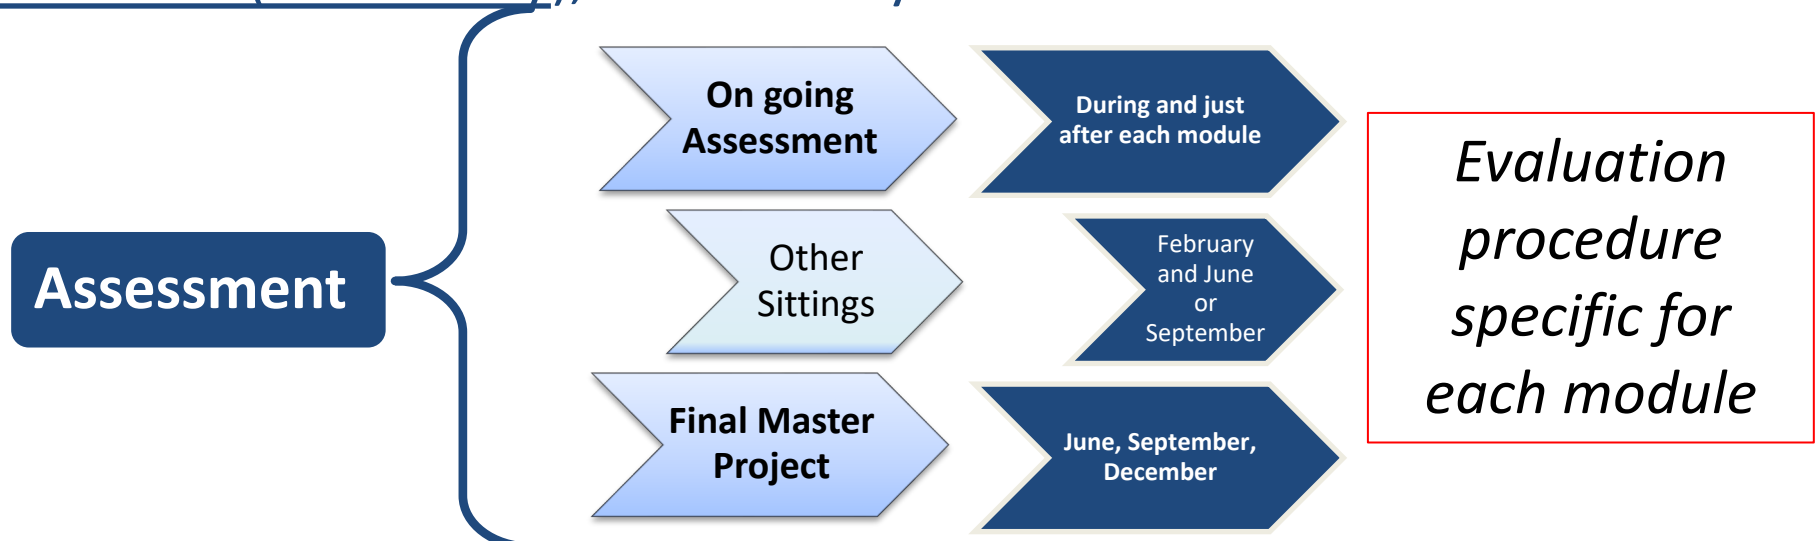 Assessment
On going
Assessment
During and just
after each module
Other
Sittings
February
and June
or
September
Final Master
Project
June, September,
December
Evaluation
procedure
specific for
each module